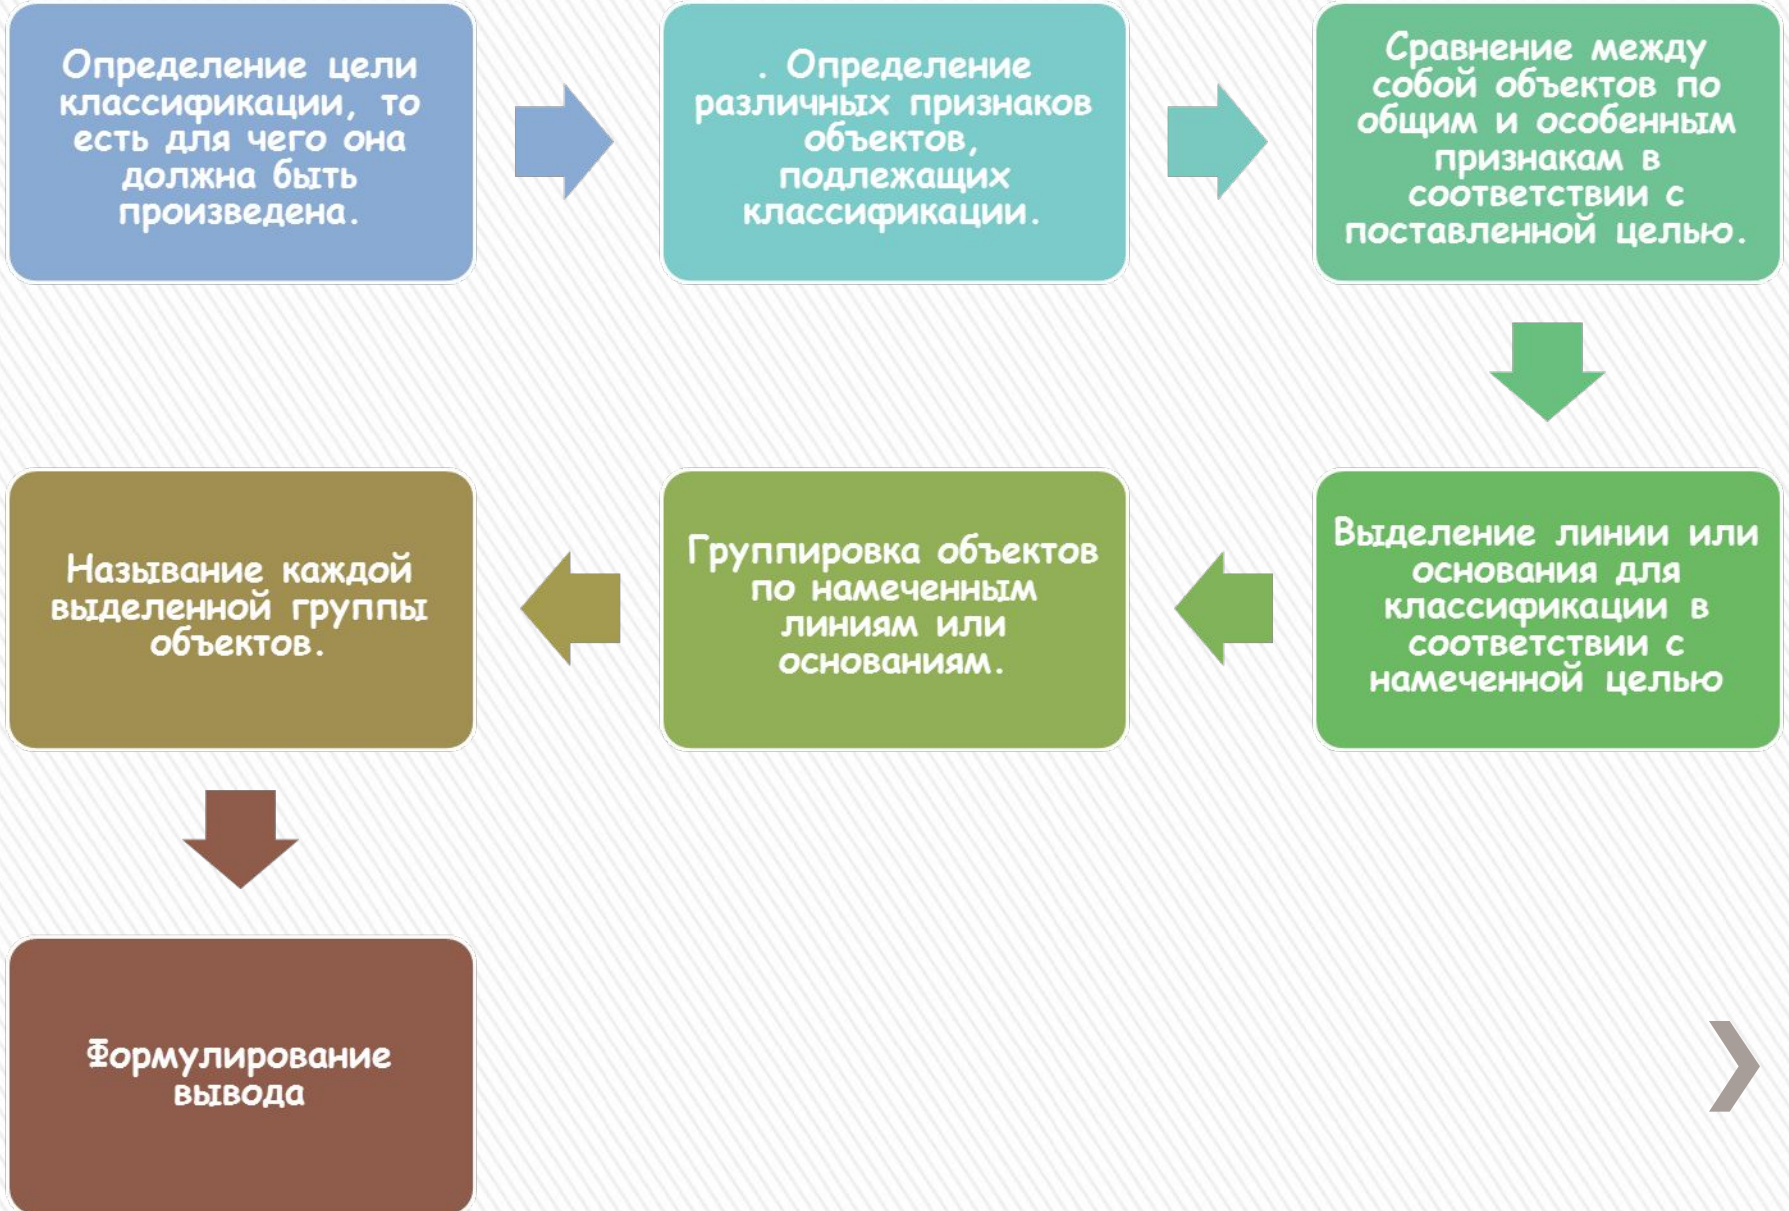 Определение цели
классификации, то
есть для чего она
должна быть
произведена.
. Определение
различных признаков
объектов,
подлежащих
классификации.
Сравнение между
собой объектов по
общим и особенным
признакам в
соответствии с
поставленной целью.
Выделение линии или
основания для
классификации в
соответствии с
намеченной целью
Группировка объектов
по намеченным
линиям или
основаниям.
Называние каждой
выделенной группы
объектов.
Формулирование
вывода